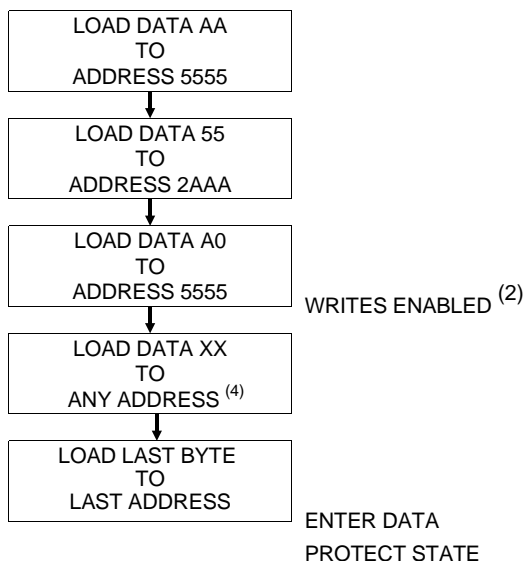 LOAD DATA AA
TO
ADDRESS 5555
LOAD DATA 55
TO
ADDRESS 2AAA
LOAD DATA A0
TO
ADDRESS 5555
WRITES ENABLED (2)
LOAD DATA XX
TO
ANY ADDRESS (4)
LOAD LAST BYTE
TO
LAST ADDRESS
ENTER DATA
PROTECT STATE